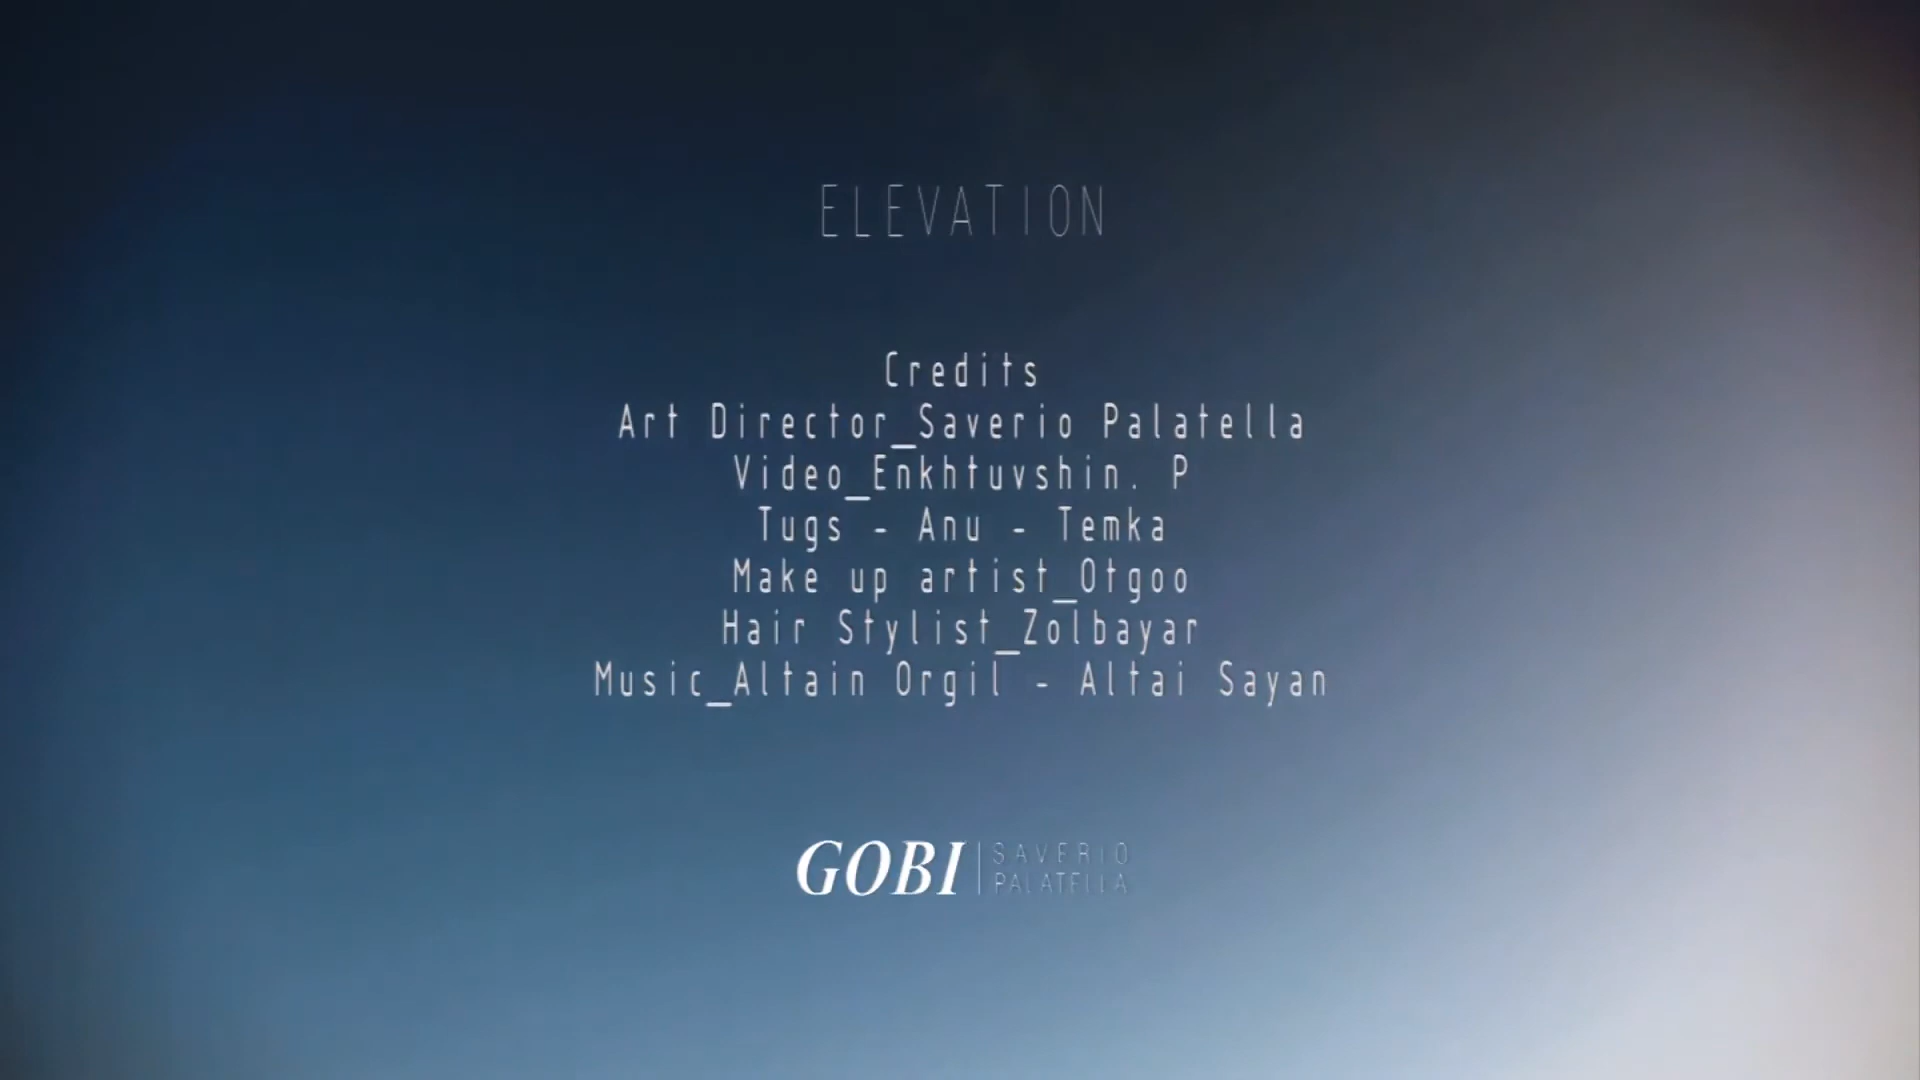 ELEVATION
Credits
Art Director_Saverio Palatella
Video_Enkhtuvshin. P
Tugs - Anu - Temka
Make up artist_Otgoo
Hair Stylist_Zolbayar
Music_Altain Orgil - Altai Sayan
GOBI
SAVERIO
PALATELLA